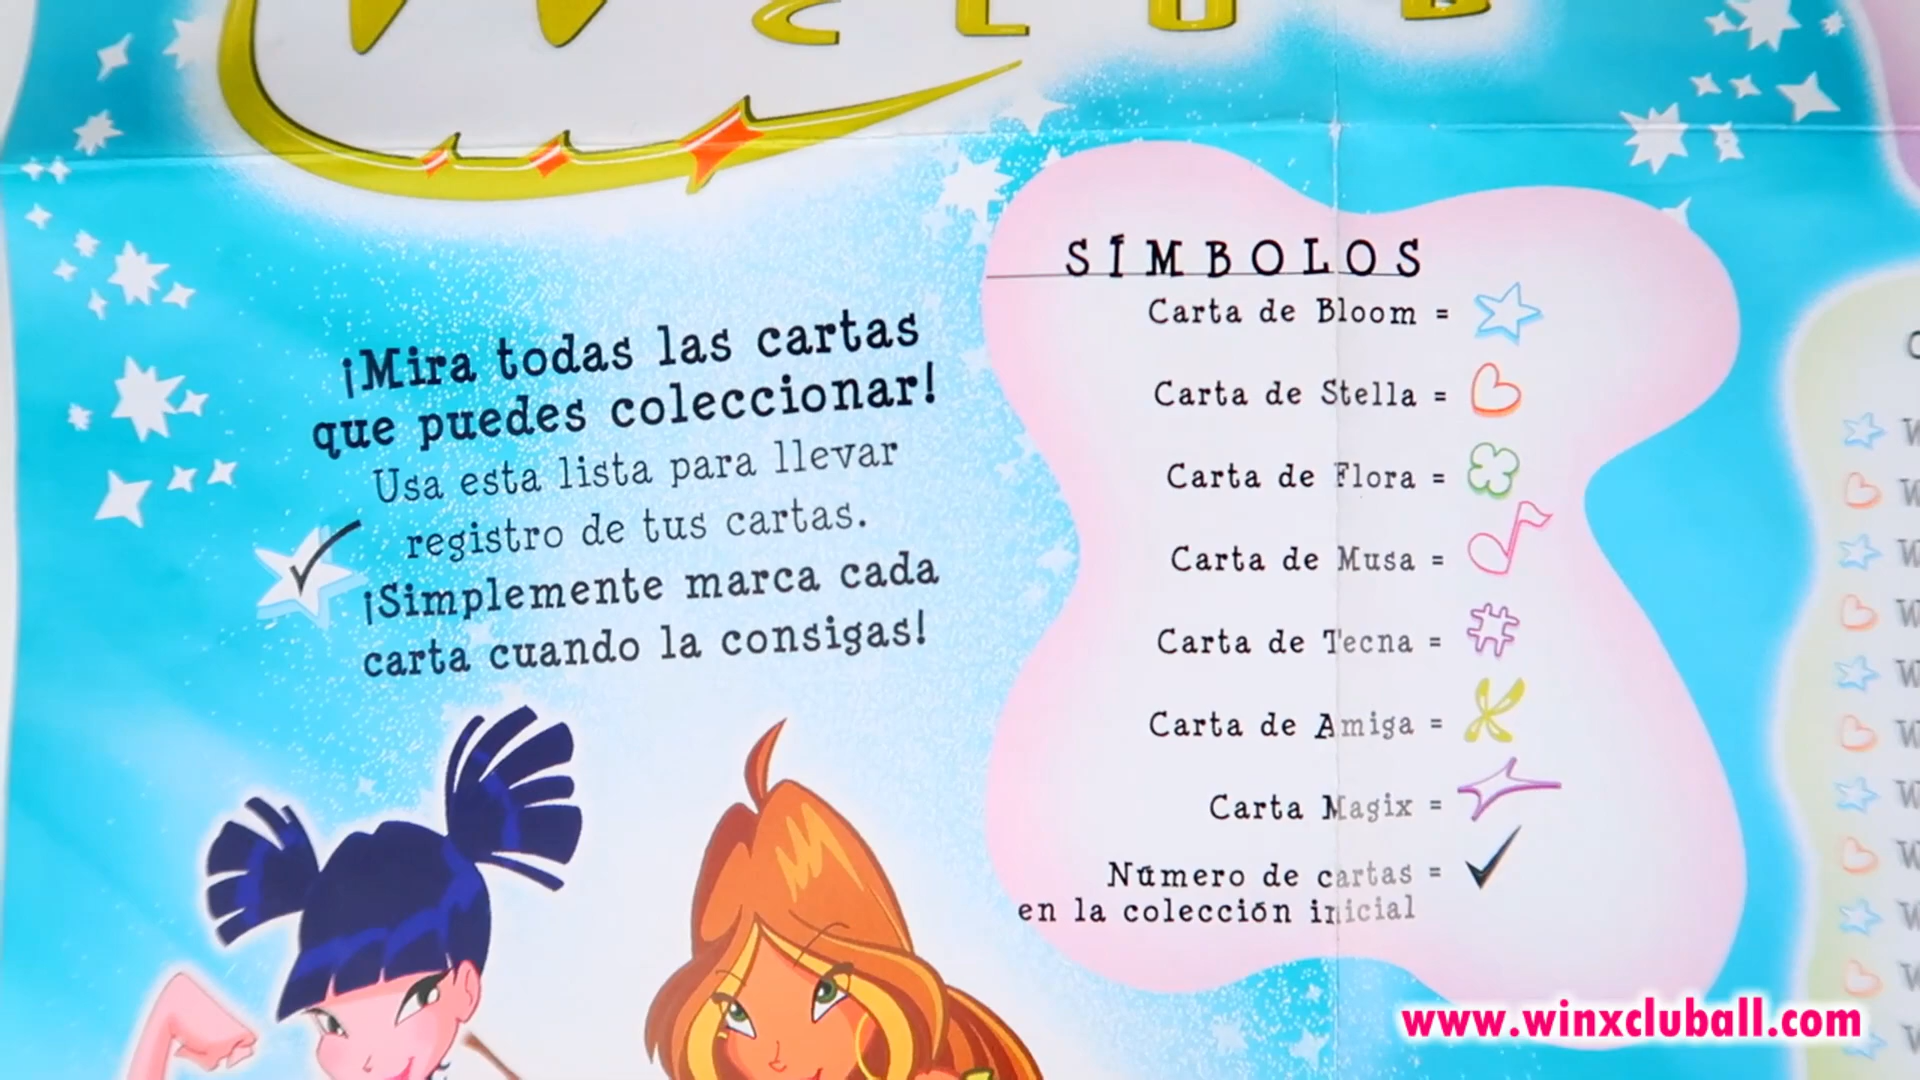 CLUB
¡Mira todas las cartas
que puedes coleccionar!
Usa esta lista para llevar
registro de tus cartas.
¡Simplemente marca cada
carta cuando la consigas!
SÍMBOLOS
Carta de Bloom =
Carta de Stella =
Carta de Flora =
Carta de Musa =
Carta de Tecna =
Carta de Amiga =
Carta Magix =
Número de cartas =
en la colección inicial
www.winxcluball.com